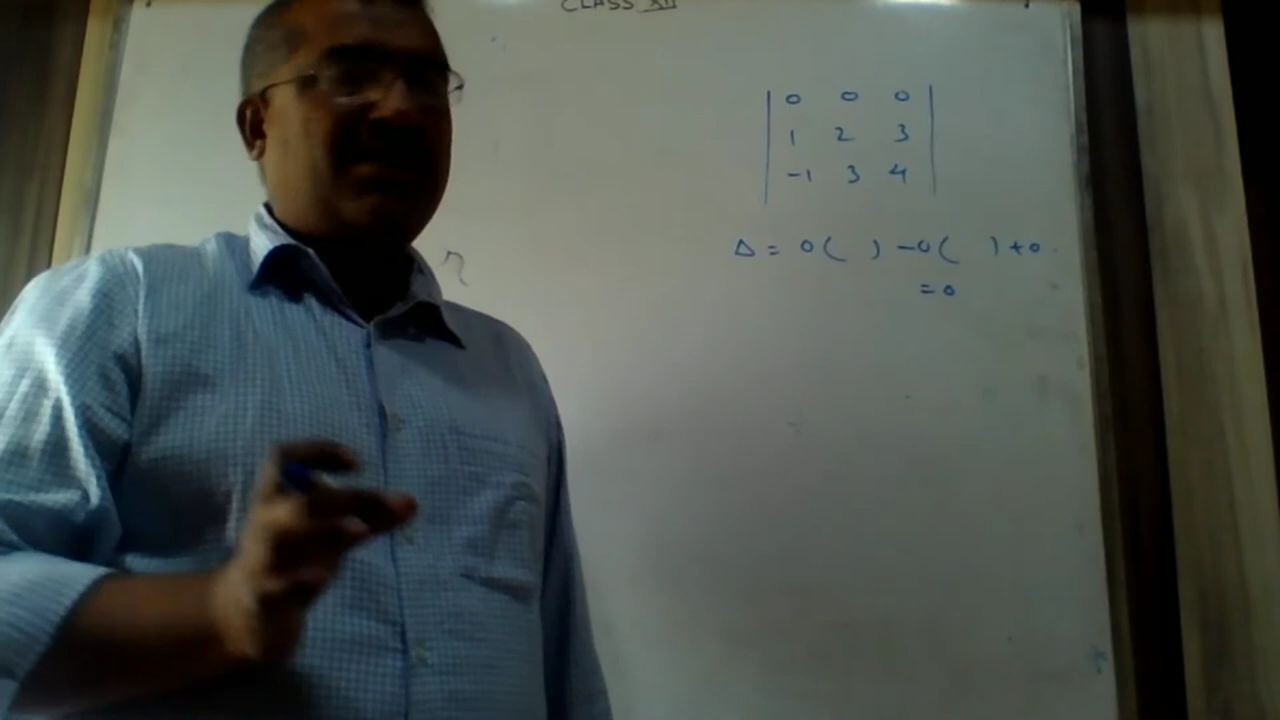 CLASS XII
| 0 0 0 |
| 1 2 3 |
| -1 3 4 |
Δ = 0( ) -0( ) +0.
= 0